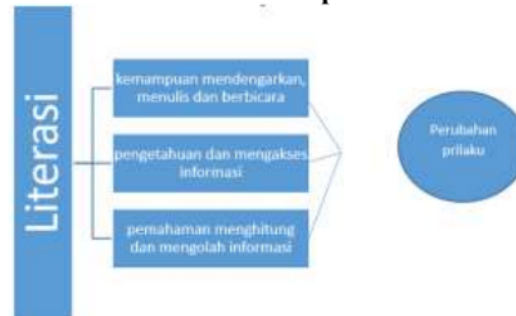 Literasi
kemampuan mendengarkan,
menulis dan berbicara
pengetahuan dan mengakses
informasi
pemahaman menghitung
dan mengolah informasi
Perubahan
prilaku